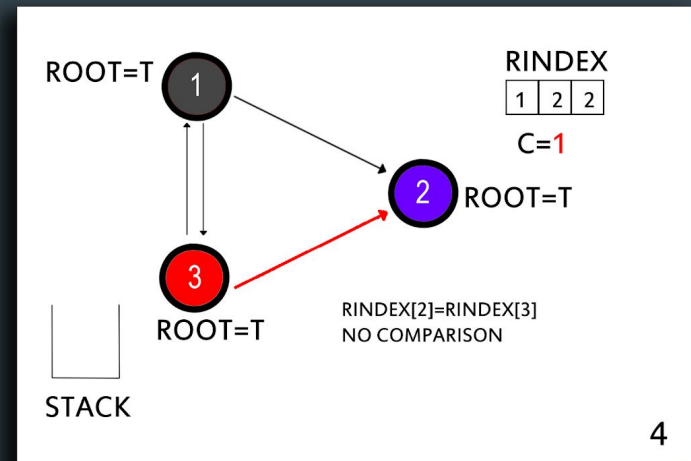 ROOT=T
1
RINDEX
1 2 2
C=1
2
ROOT=T
3
ROOT=T
RINDEX[2]=RINDEX[3]
NO COMPARISON
STACK
4